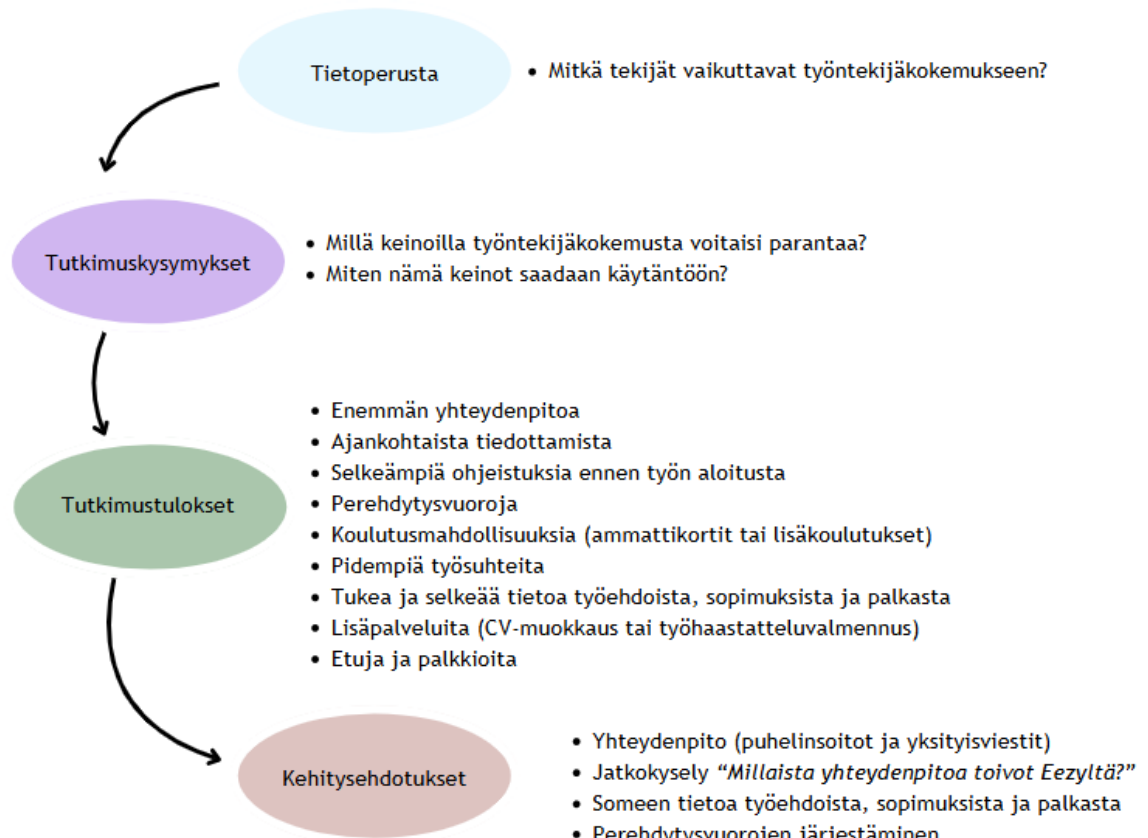 Tietoperusta
• Mitkä tekijät vaikuttavat työntekijäkokemukseen?
Tutkimuskysymykset
• Millä keinoilla työntekijäkokemusta voitaisi parantaa?
• Miten nämä keinot saadaan käytäntöön?
Tutkimustulokset
• Enemmän yhteydenpitoa
• Ajankohtaista tiedottamista
• Selkeämpiä ohjeistuksia ennen työn aloitusta
• Perehdytysvuoroja
• Koulutusmahdollisuuksia (ammattikortit tai lisäkoulutukset)
• Pidempiä työsuhteita
• Tukea ja selkeää tietoa työehdoista, sopimuksista ja palkasta
• Lisäpalveluita (CV-muokkaus tai työhaastatteluvalmennus)
• Etuja ja palkkioita
Kehitysehdotukset
• Yhteydenpito (puhelinsoitot ja yksityisviestit)
• Jatkokysely “Millaista yhteydenpitoa toivot Eezyltä?”
• Someen tietoa työehdoista, sopimuksista ja palkasta
• Perehdytysvuorojen järjestäminen